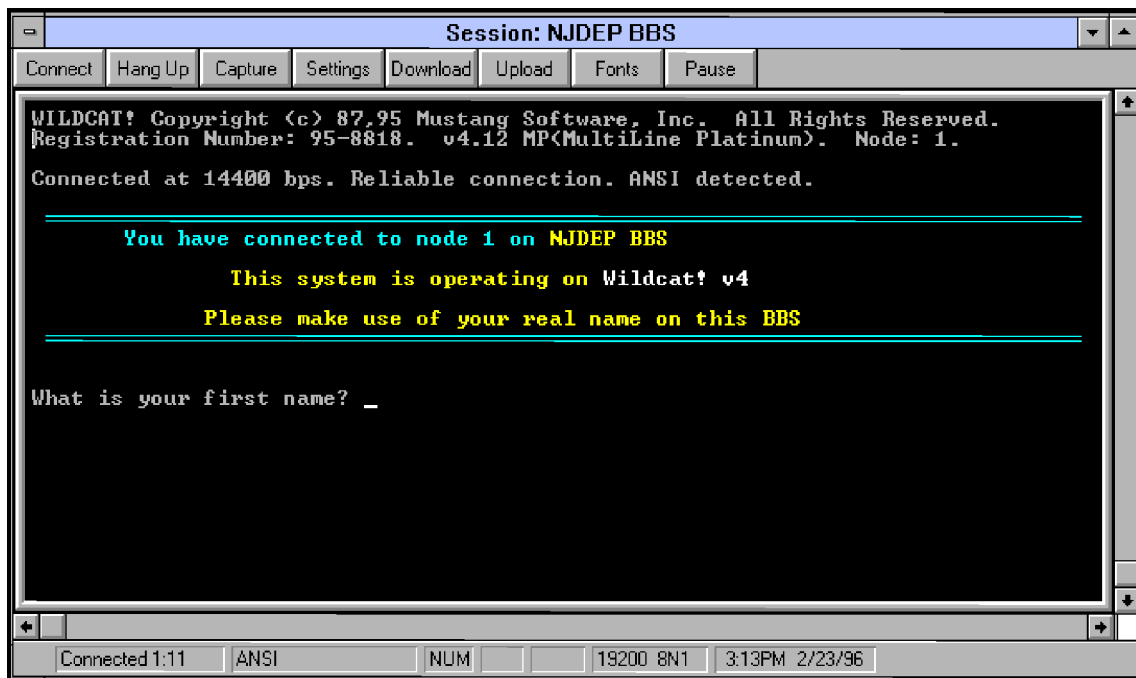 Session: NJDEP BBS
Connect Hang Up Capture Settings Download Upload Fonts Pause
WILDCAT! Copyright (c) 87,95 Mustang Software, Inc. All Rights Reserved.
Registration Number: 95-8818. v4.12 MP(MultiLine Platinum). Node: 1.
Connected at 14400 bps. Reliable connection. ANSI detected.
You have connected to node 1 on NJDEP BBS
This system is operating on Wildcat! v4
Please make use of your real name on this BBS
What is your first name? _
Connected 1:11 ANSI NUM 19200 8N1 3:13PM 2/23/96